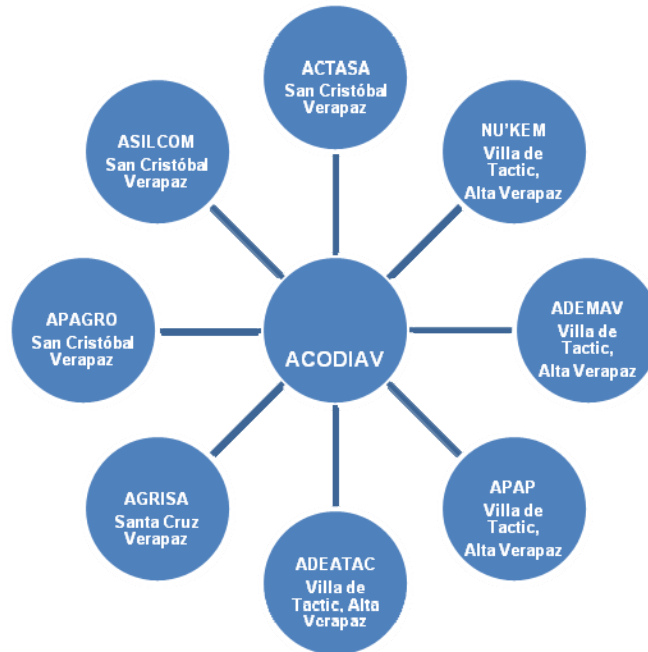 ACTASA
San Cristóbal
Verapaz
NU'KEM
Villa de
Tactic,
Alta Verapaz
ADEMAV
Villa de
Tactic,
Alta Verapaz
APAP
Villa de
Tactic,
Alta Verapaz
ADEATAC
Villa de
Tactic, Alta
Verapaz
AGRISA
Santa Cruz
Verapaz
APAGRO
San Cristóbal
Verapaz
ASILCOM
San Cristóbal
Verapaz
ACODIAV